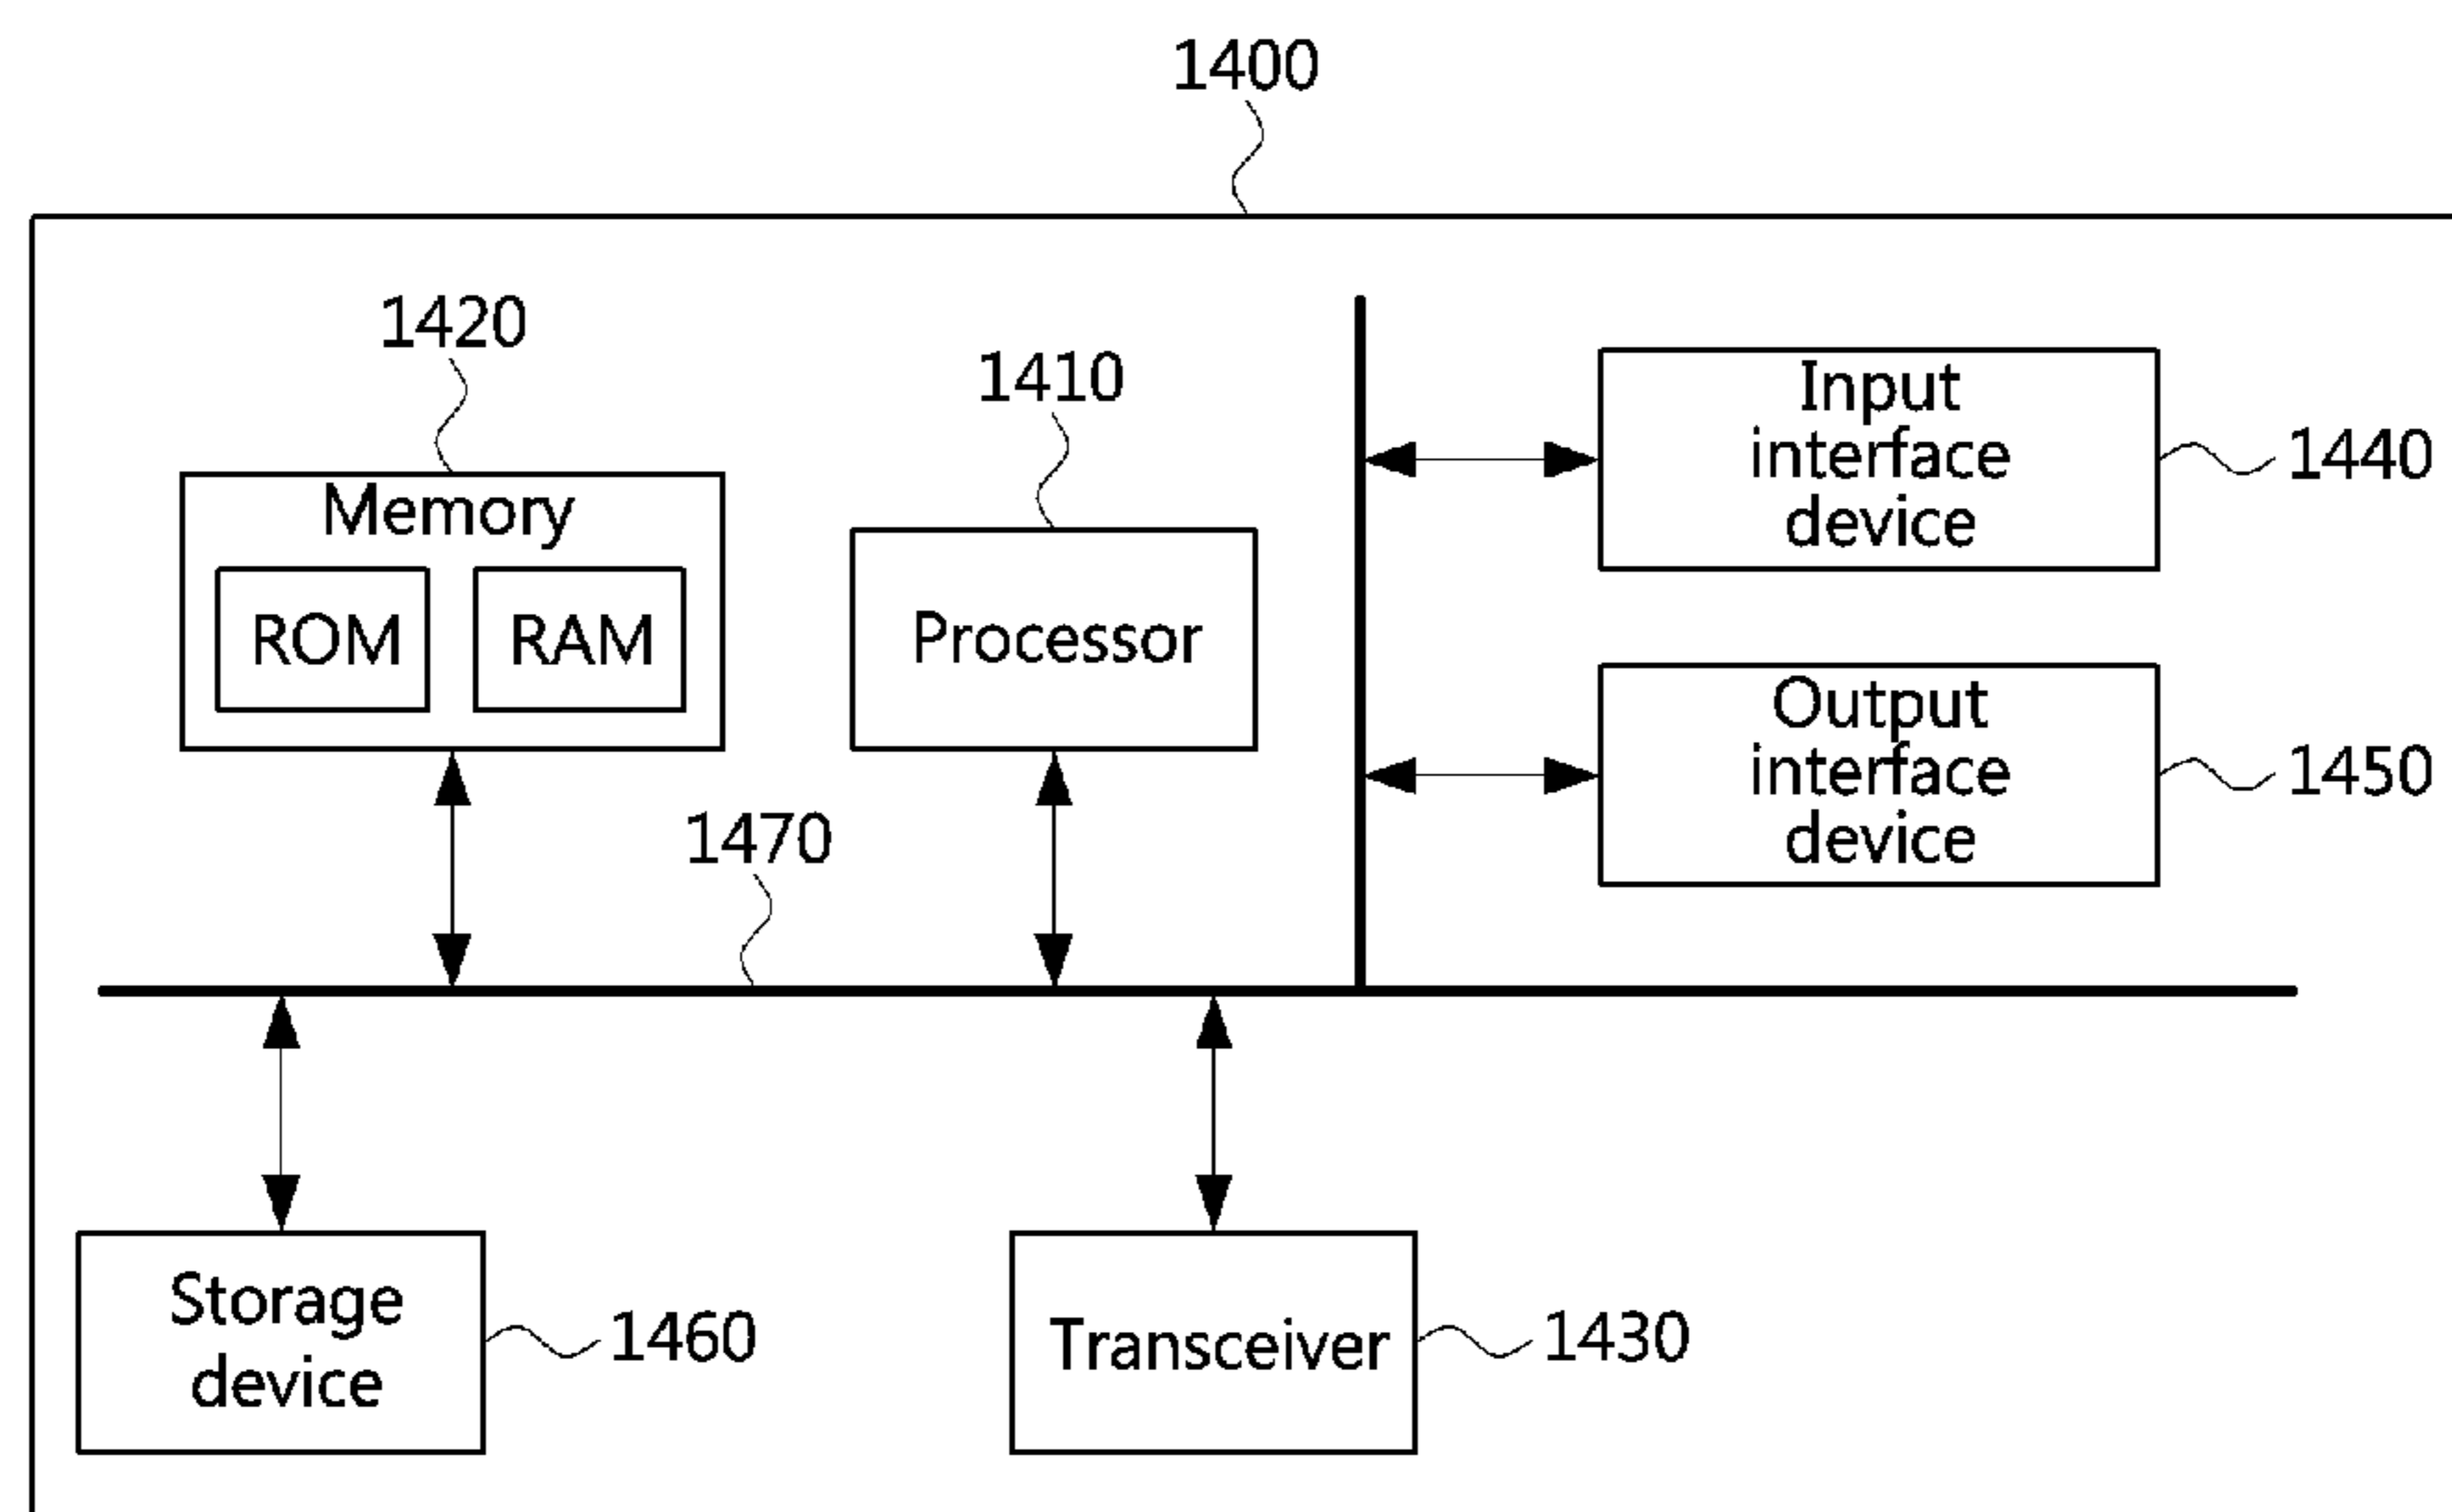 1400
1420
1410
Memory
ROM
RAM
Processor
Input
interface
device
1440
Output
interface
device
1450
1470
Storage
device
1460
Transceiver
1430